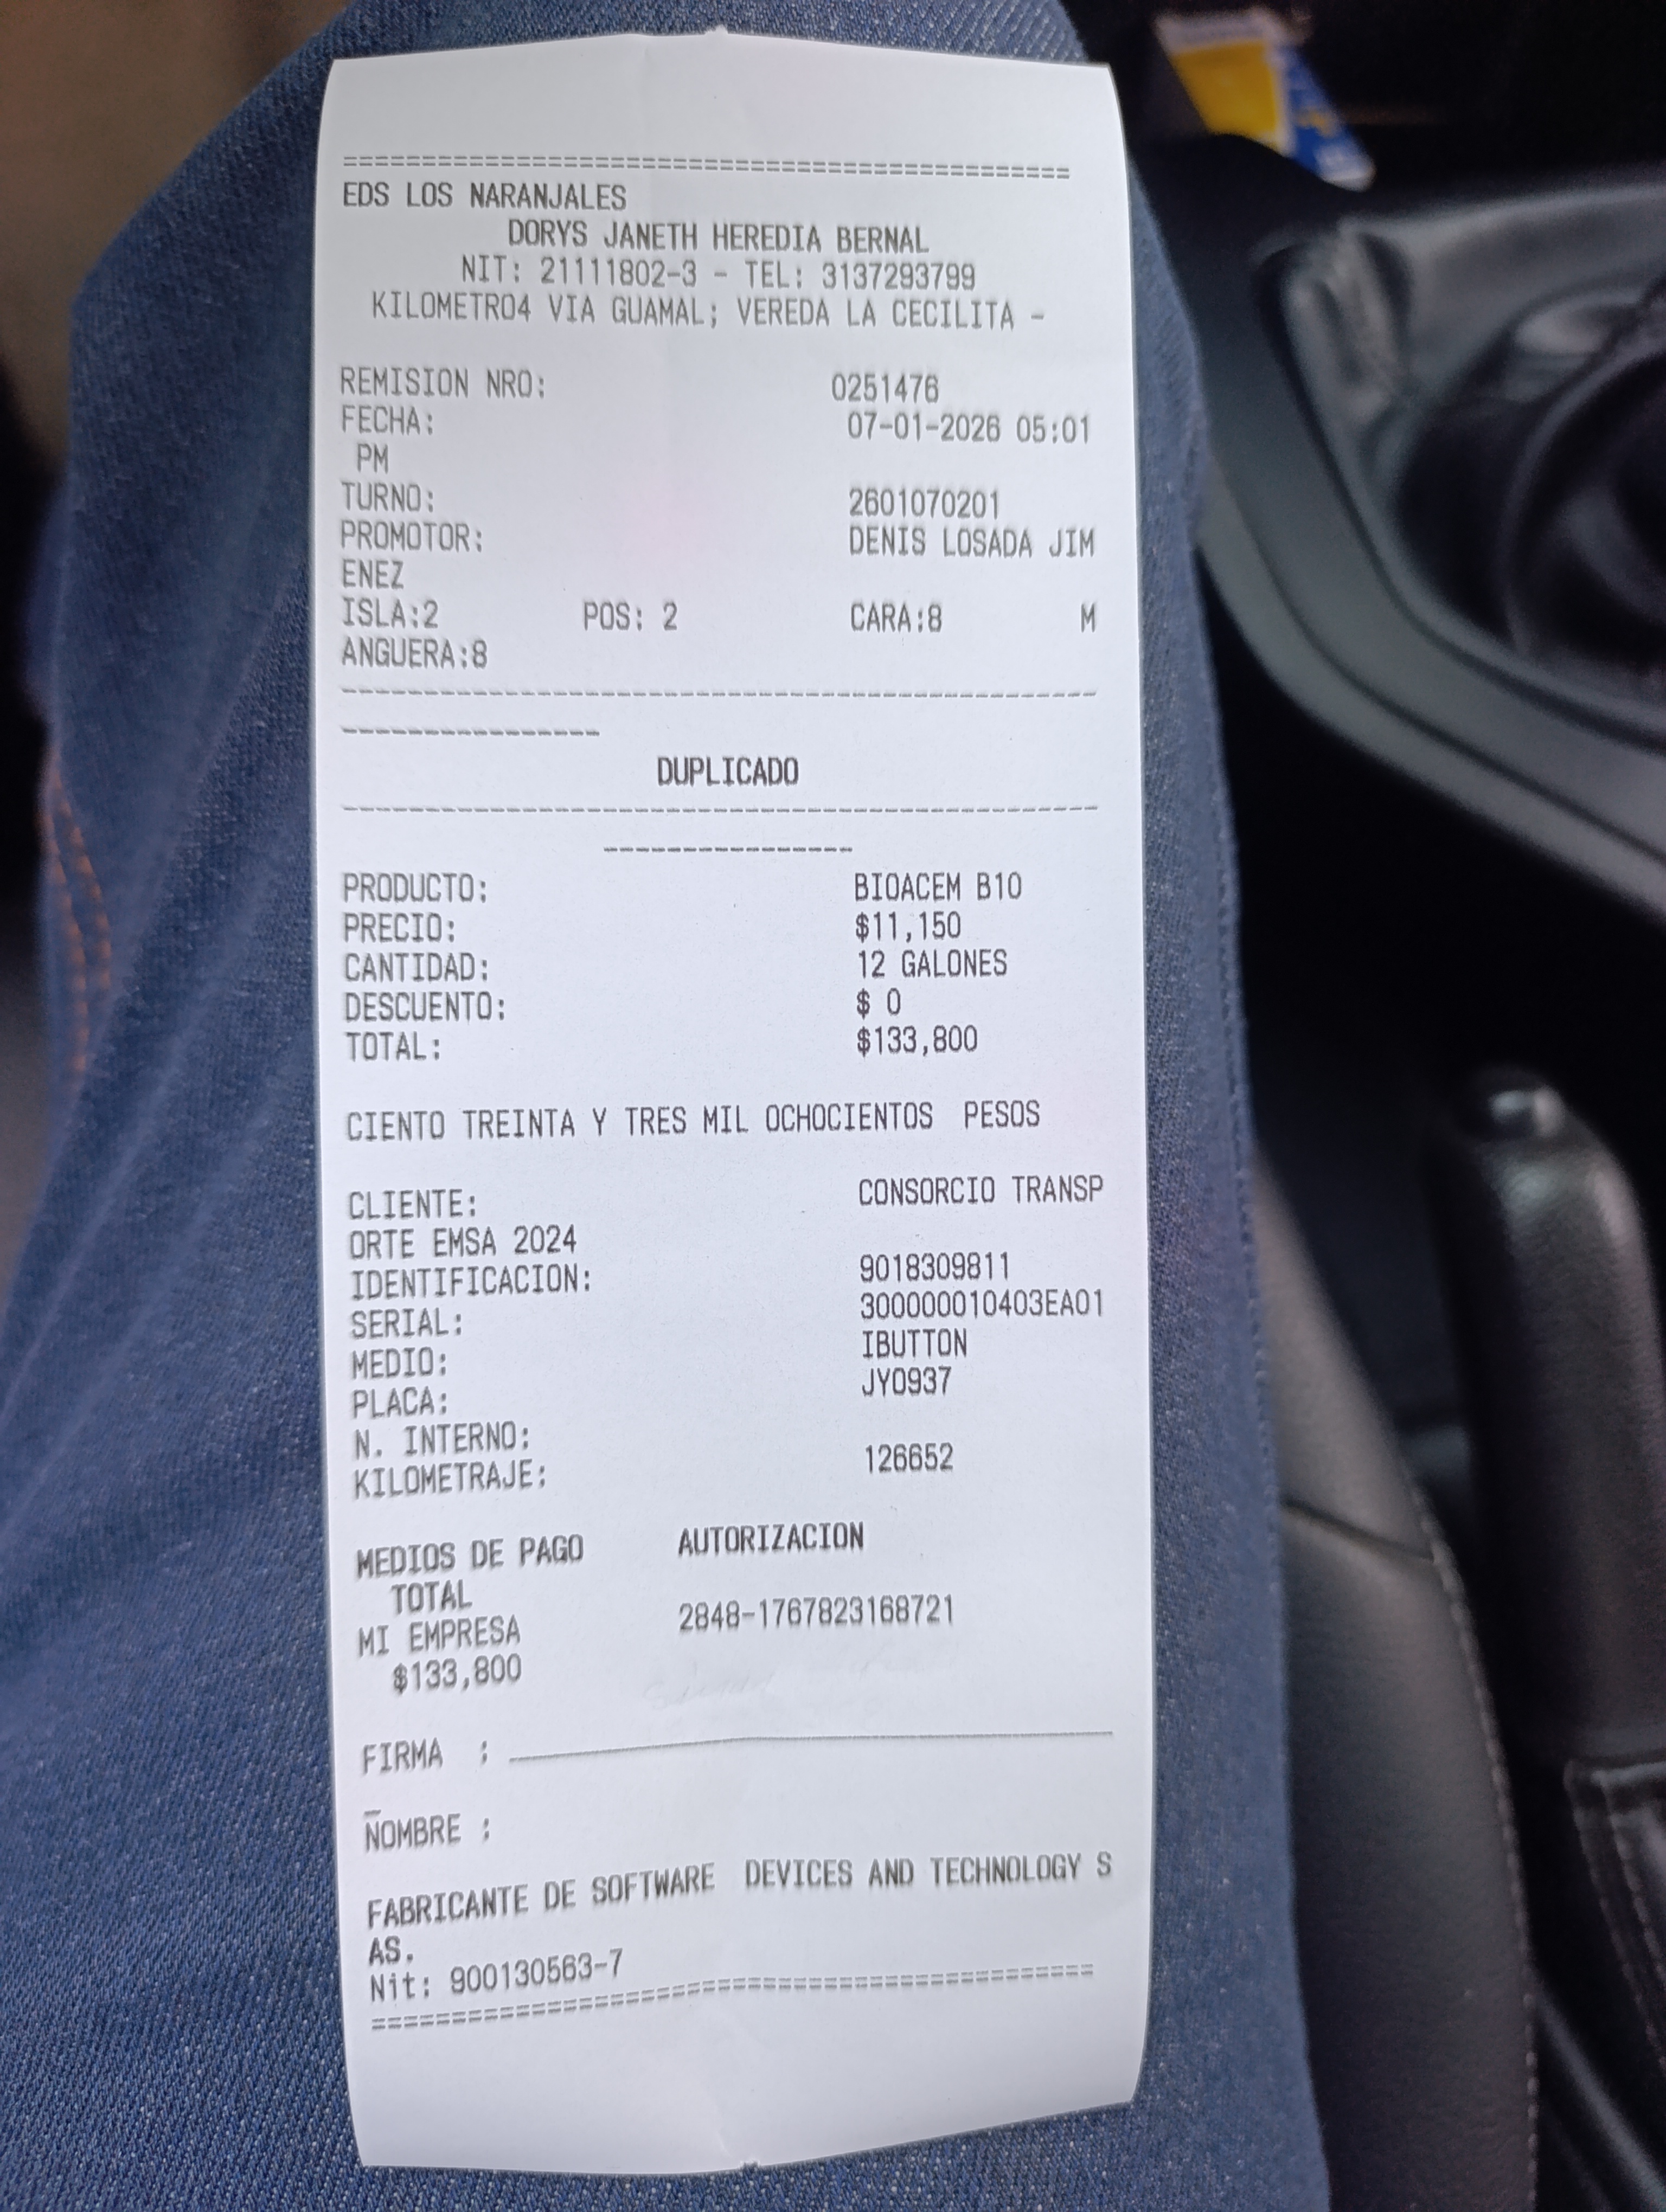 ==============================================
EDS LOS NARANJALES
DORYS JANETH HEREDIA BERNAL
NIT: 21111802-3 - TEL: 3137293799
KILOMETRO4 VIA GUAMAL; VEREDA LA CECILITA -
REMISION NRO: 0251476
FECHA: 07-01-2026 05:01
PM
TURNO: 2601070201
PROMOTOR: DENIS LOSADA JIM
ENEZ
ISLA:2 POS: 2 CARA:8 M
ANGUERA:8
------------------------------------------------
----------------
DUPLICADO
------------------------------------------------
----------------
PRODUCTO: BIOACEM B10
PRECIO: $11,150
CANTIDAD: 12 GALONES
DESCUENTO: $ 0
TOTAL: $133,800
CIENTO TREINTA Y TRES MIL OCHOCIENTOS PESOS
CLIENTE: CONSORCIO TRANSP
ORTE EMSA 2024
IDENTIFICACION: 9018309811
SERIAL: 300000010403EA01
MEDIO: IBUTTON
PLACA: JYO937
N. INTERNO:
KILOMETRAJE: 126652
MEDIOS DE PAGO AUTORIZACION
TOTAL
MI EMPRESA 2848-1767823168721
$133,800
FIRMA : ______________________________________
_
NOMBRE :
FABRICANTE DE SOFTWARE DEVICES AND TECHNOLOGY S
AS.
Nit: 900130563-7
==============================================